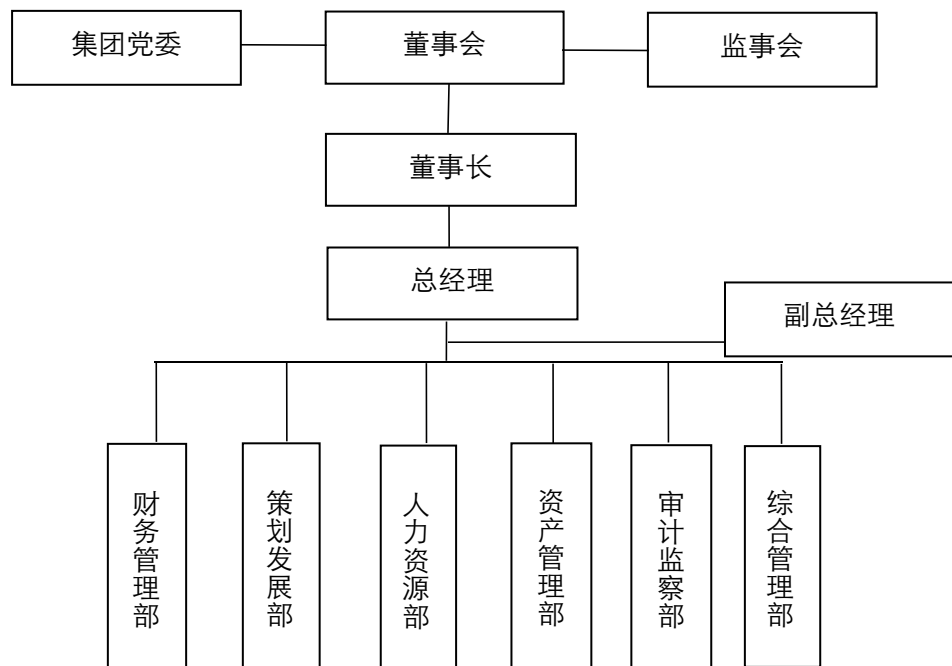 集团党委
董事会
监事会
董事长
总经理
副总经理
财务管理部
策划发展部
人力资源部
资产管理部
审计监察部
综合管理部